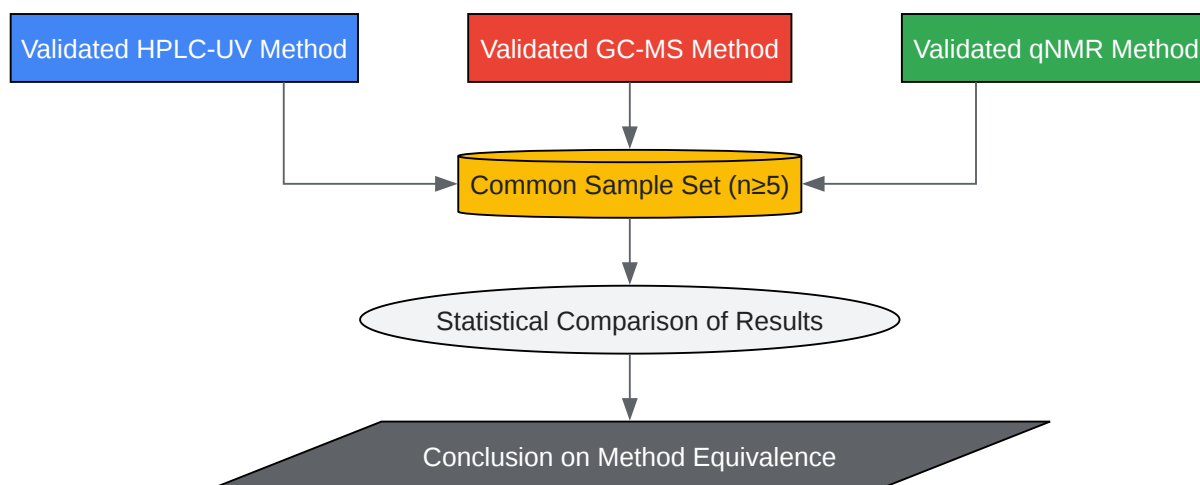 Validated HPLC-UV Method
Validated GC-MS Method
Validated qNMR Method
Common Sample Set (n≥5)
Statistical Comparison of Results
Conclusion on Method Equivalence